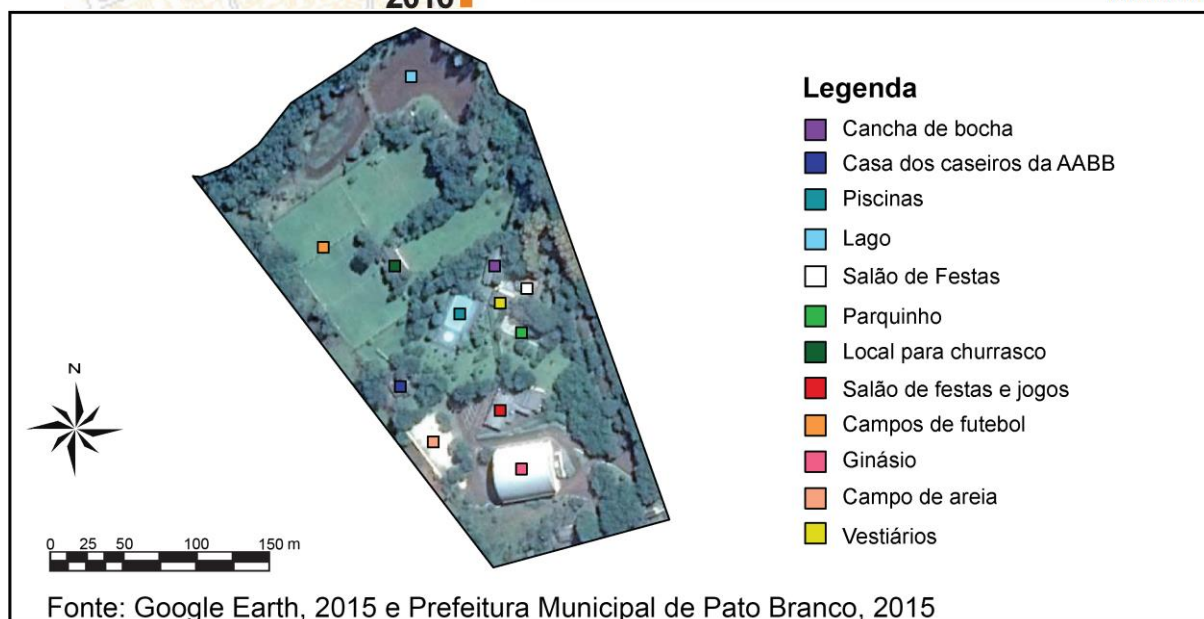 2016
Legenda
Cancha de bocha
Casa dos caseiros da AABB
Piscinas
Lago
Salão de Festas
Parquinho
Local para churrasco
Salão de festas e jogos
Campos de futebol
Ginásio
Campo de areia
Vestiários
N
0 25 50 100 150 m
Fonte: Google Earth, 2015 e Prefeitura Municipal de Pato Branco, 2015